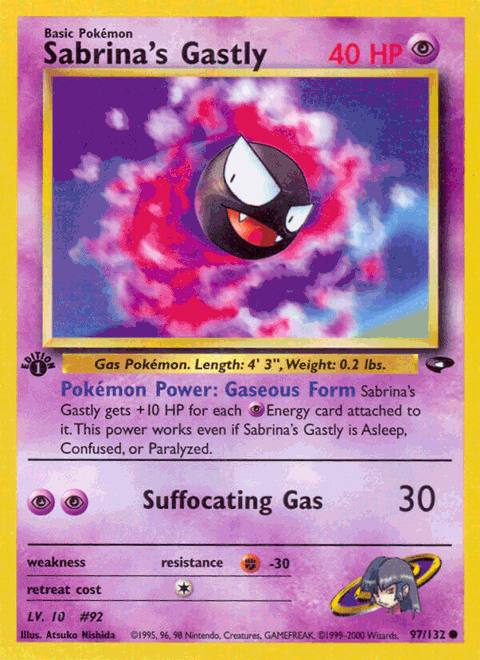 Basic Pokémon
Sabrina's Gastly 40 HP
EDITION
1
Gas Pokémon. Length: 4' 3", Weight: 0.2 lbs.
Pokémon Power: Gaseous Form Sabrina's
Gastly gets +10 HP for each Energy card attached to
it. This power works even if Sabrina's Gastly is Asleep,
Confused, or Paralyzed.
Suffocating Gas 30
weakness resistance -30
retreat cost
LV. 10 #92
Illus. Atsuko Nishida ©1995, 96, 98 Nintendo, Creatures, GAMEFREAK. ©1999-2000 Wizards. 97/132